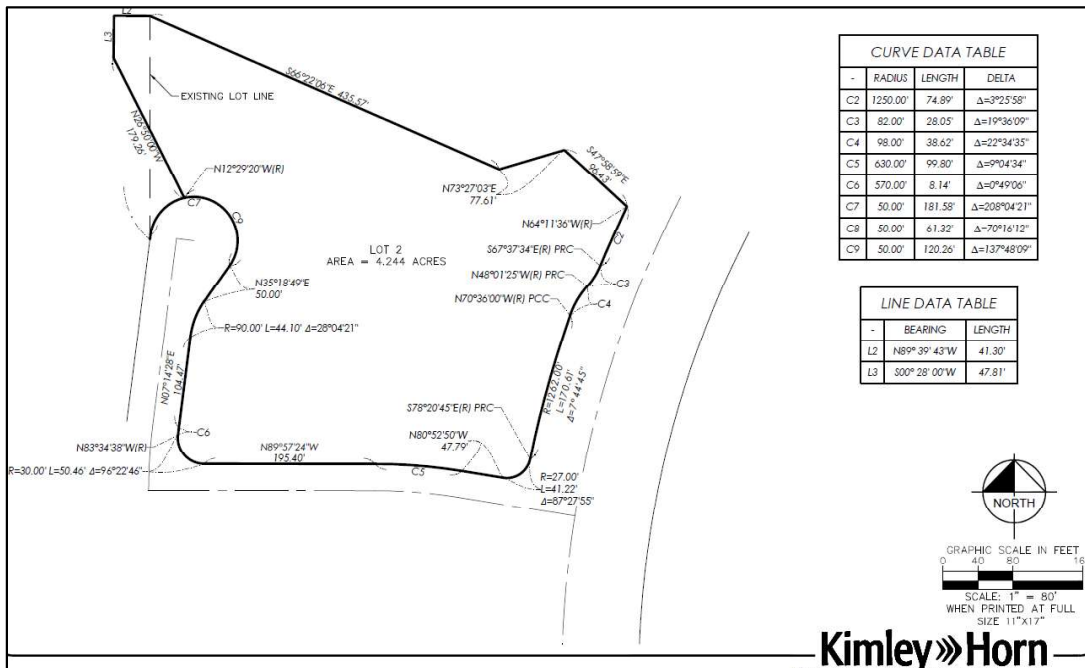 L2
L3
EXISTING LOT LINE
S66°22'06"E 435.57'
N26°50'00"W
179.26'
N12°29'20"W(R)
C7
C9
N73°27'03"E
77.61'
S47°58'59"E
96.43'
N64°11'36"W(R)
C2
LOT 2
AREA = 4.244 ACRES
S67°37'34"E(R) PRC
N48°01'25"W(R) PRC
C3
C4
N70°36'00"W(R) PCC
N35°18'49"E
50.00'
R=90.00' L=44.10' Δ=28°04'21"
N07°14'28"E
104.47'
R=1262.00'
L=170.61'
Δ=7°44'45"
S78°20'45"E(R) PRC
N80°52'50"W
47.79'
C6
N83°34'38"W(R)
N89°57'24"W
195.40'
C5
R=30.00' L=50.46' Δ=96°22'46"
R=27.00'
L=41.22'
Δ=87°27'55"
CURVE DATA TABLE
- RADIUS LENGTH DELTA
C2 1250.00' 74.89' Δ=3°25'58"
C3 82.00' 28.05' Δ=19°36'09"
C4 98.00' 38.62' Δ=22°34'35"
C5 630.00' 99.80' Δ=9°04'34"
C6 570.00' 8.14' Δ=0°49'06"
C7 50.00' 181.58' Δ=208°04'21"
C8 50.00' 61.32' Δ=70°16'12"
C9 50.00' 120.26' Δ=137°48'09"
LINE DATA TABLE
- BEARING LENGTH
L2 N89° 39' 43"W 41.30'
L3 S00° 28' 00"W 47.81'
NORTH
GRAPHIC SCALE IN FEET
0 40 80 16
SCALE: 1" = 80'
WHEN PRINTED AT FULL
SIZE 11"X17"
Kimley»Horn